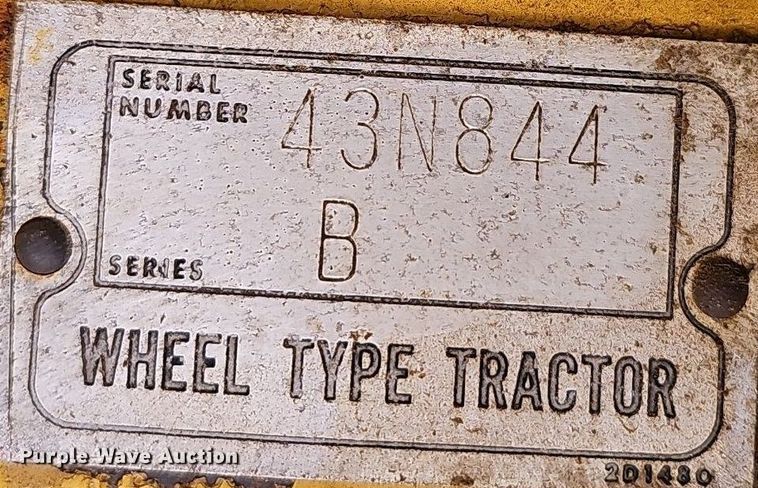 SERIAL
NUMBER 43N844
SERIES B
WHEEL TYPE TRACTOR
2D1480
Purple Wave Auction